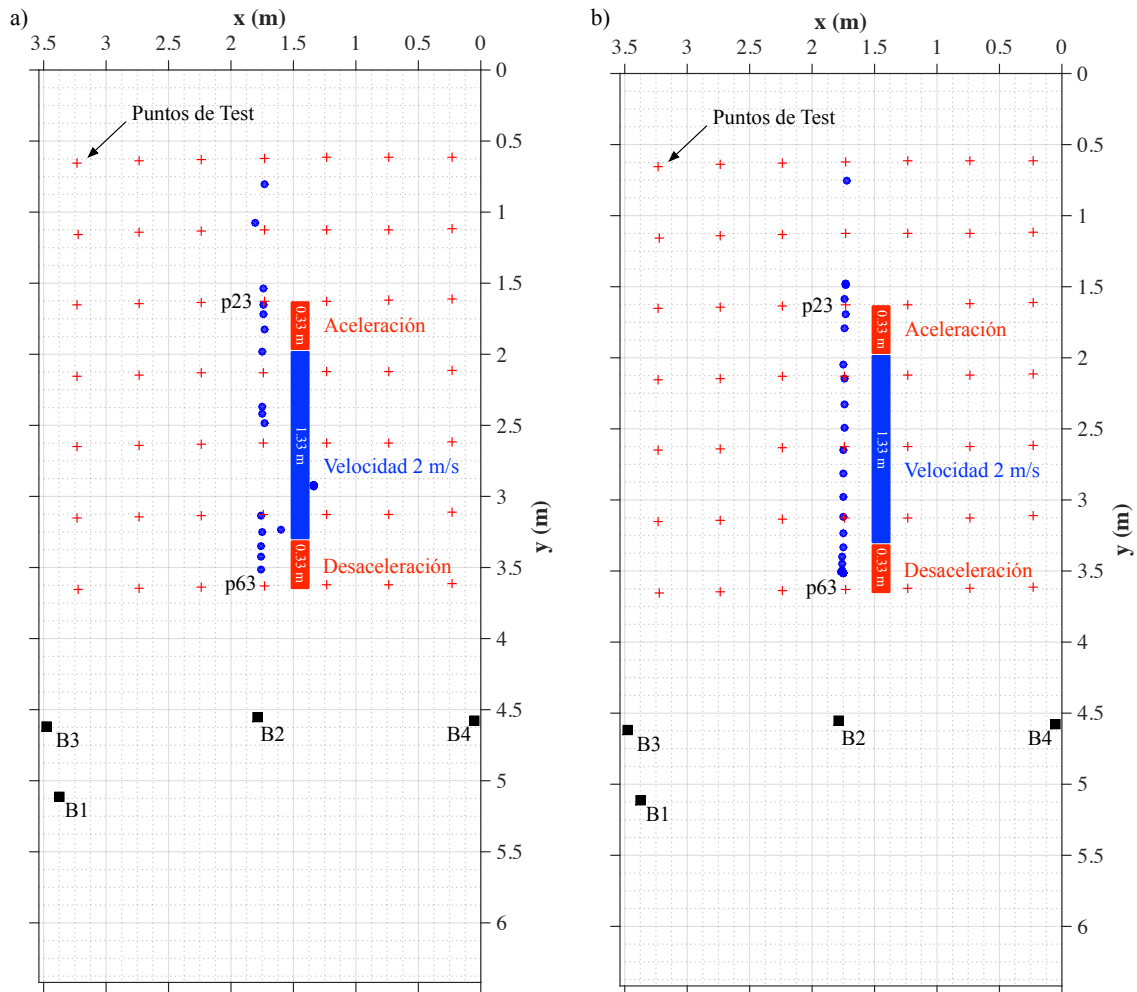 a)
x (m)
3.5 3 2.5 2 1.5 1 0.5 0
0
Puntos de Test
0.5
1
1.5
p23
0.33 m
Aceleración
2
2.5
1.33 m
Velocidad 2 m/s
3
y (m)
0.33 m
Desaceleración
3.5
p63
4
4.5
B3
B2
B4
5
B1
5.5
6
b)
x (m)
3.5 3 2.5 2 1.5 1 0.5 0
0
Puntos de Test
0.5
1
1.5
p23
0.33 m
Aceleración
2
2.5
1.33 m
Velocidad 2 m/s
3
y (m)
0.33 m
Desaceleración
3.5
p63
4
4.5
B3
B2
B4
5
B1
5.5
6